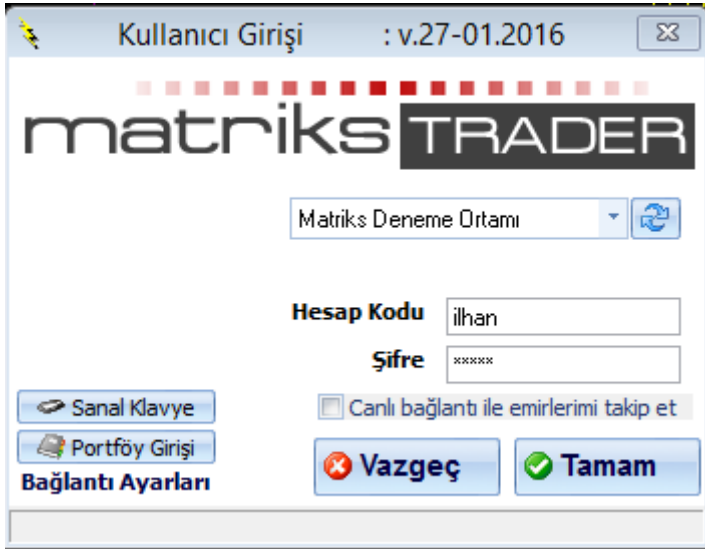 Kullanıcı Girişi : v.27-01.2016
matriks TRADER
Matriks Deneme Ortamı
Hesap Kodu ilhan
Şifre ×××××
Sanal Klavye
Canlı bağlantı ile emirlerimi takip et
Portföy Girişi
Vazgeç
Tamam
Bağlantı Ayarları